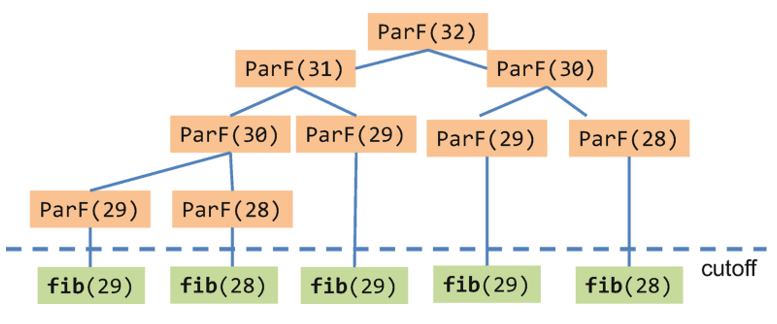 ParF(32)
ParF(31)
ParF(30)
ParF(30)
ParF(29)
ParF(29)
ParF(28)
ParF(29)
ParF(28)
cutoff
fib(29)
fib(28)
fib(29)
fib(29)
fib(28)